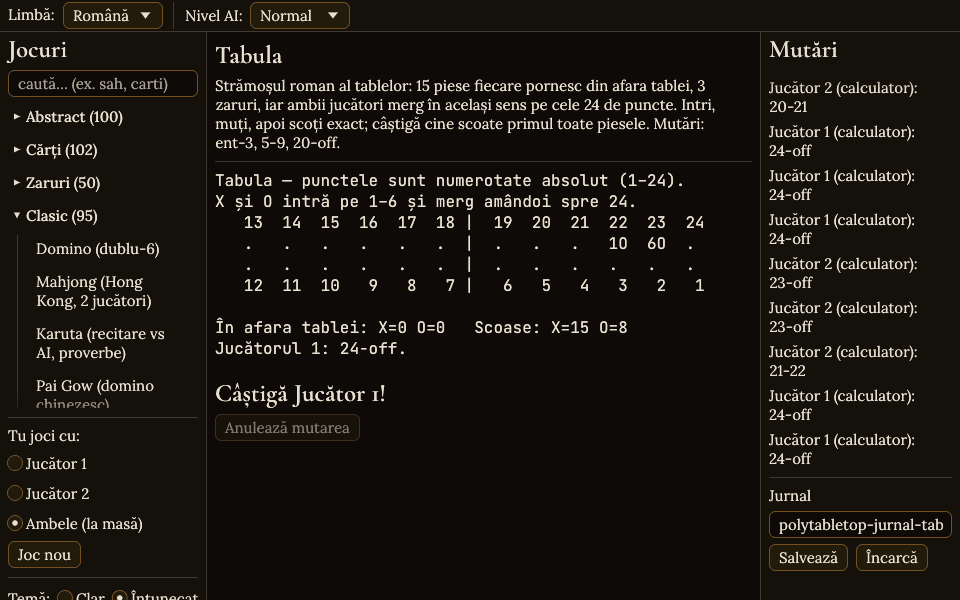 Limbă: Română ▼ Nivel AI: Normal ▼
Jocuri
caută... (ex. sah, carti)
▸ Abstract (100)
▸ Cărți (102)
▸ Zaruri (50)
▾ Clasic (95)
Domino (dublu-6)
Mahjong (Hong
Kong, 2 jucători)
Karuta (recitare vs
AI, proverbe)
Pai Gow (domino
chinezesc)
Tu joci cu:
Jucător 1
Jucător 2
Ambele (la masă)
Joc nou
Temă: Clar Întunecat
Tabula
Strămoșul roman al tablelor: 15 piese fiecare pornesc din afara tablei, 3
zaruri, iar ambii jucători merg în același sens pe cele 24 de puncte. Intri,
muți, apoi scoți exact; câștigă cine scoate primul toate piesele. Mutări:
ent-3, 5-9, 20-off.
Tabula — punctele sunt numerotate absolut (1-24).
X și O intră pe 1-6 și merg amândoi spre 24.
13 14 15 16 17 18 | 19 20 21 22 23 24
. . . . . . | . . . 1O 6O .
. . . . . . | . . . . . .
12 11 10 9 8 7 | 6 5 4 3 2 1
În afara tablei: X=0 O=0 Scoase: X=15 O=8
Jucătorul 1: 24-off.
Câștigă Jucător 1!
Anulează mutarea
Mutări
Jucător 2 (calculator):
20-21
Jucător 1 (calculator):
24-off
Jucător 1 (calculator):
24-off
Jucător 1 (calculator):
24-off
Jucător 2 (calculator):
23-off
Jucător 2 (calculator):
23-off
Jucător 2 (calculator):
21-22
Jucător 1 (calculator):
24-off
Jucător 1 (calculator):
24-off
Jurnal
polytabletop-jurnal-tab
Salvează Încarcă